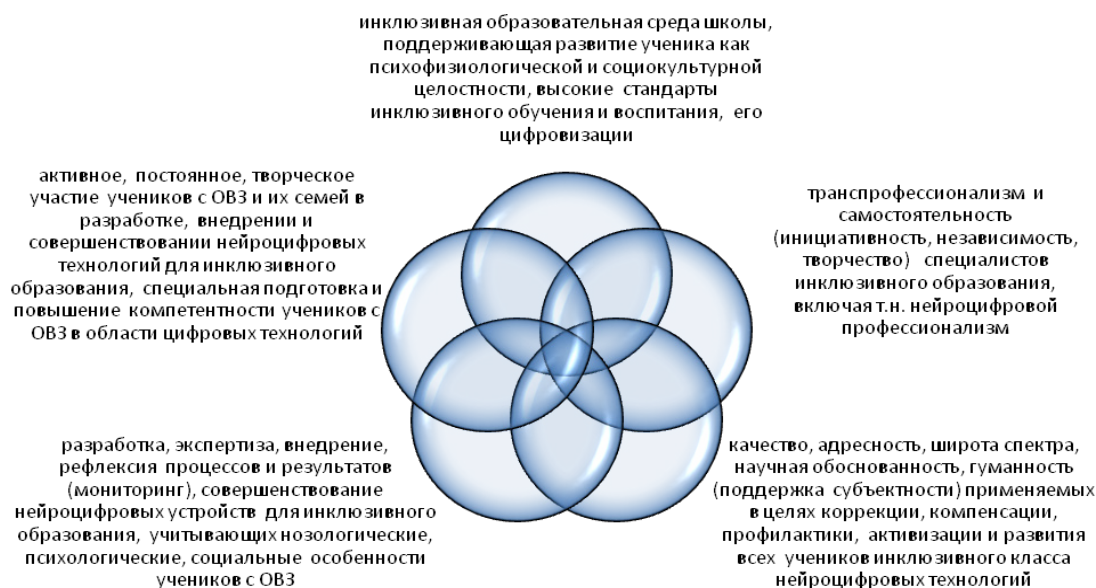 инклюзивная образовательная среда школы,
поддерживающая развитие ученика как
психофизиологической и социокультурной
целостности, высокие стандарты
инклюзивного обучения и воспитания, его
цифровизации
активное, постоянное, творческое
участие учеников с ОВЗ и их семей в
разработке, внедрении и
совершенствовании нейроцифровых
технологий для инклюзивного
образования, специальная подготовка и
повышение компетентности учеников с
ОВЗ в области цифровых технологий
транспрофессионализм и
самостоятельность
(инициативность, независимость,
творчество) специалистов
инклюзивного образования,
включая т.н. нейроцифровой
профессионализм
разработка, экспертиза, внедрение,
рефлексия процессов и результатов
(мониторинг), совершенствование
нейроцифровых устройств для инклюзивного
образования, учитывающих нозологические,
психологические, социальные особенности
учеников с ОВЗ
качество, адресность, широта спектра,
научная обоснованность, гуманность
(поддержка субъектности) применяемых
в целях коррекции, компенсации,
профилактики, активизации и развития
всех учеников инклюзивного класса
нейроцифровых технологий